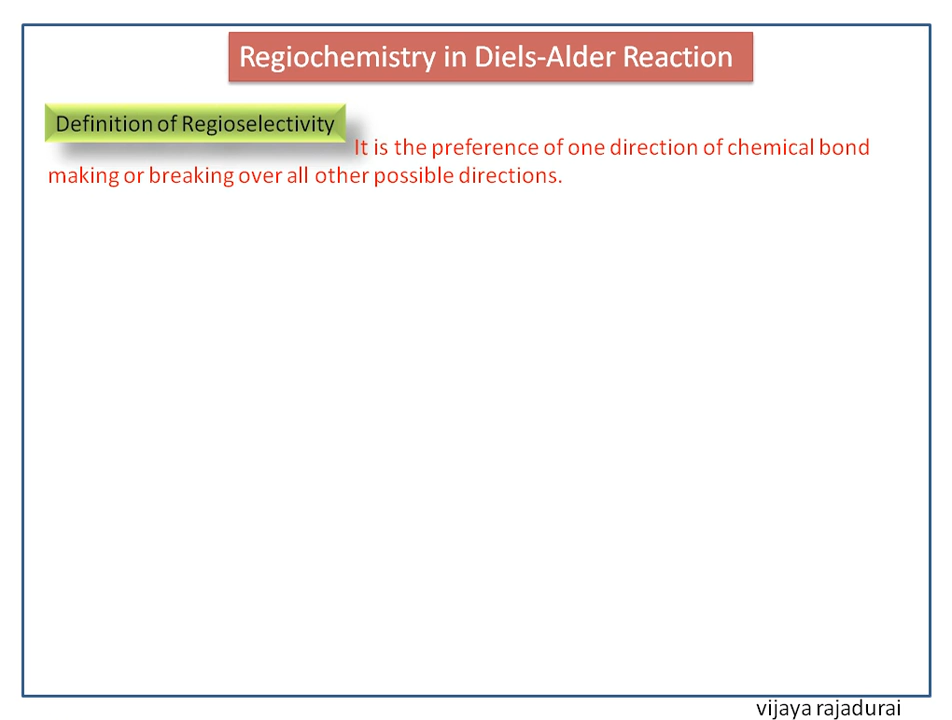 Regiochemistry in Diels-Alder Reaction
Definition of Regioselectivity
It is the preference of one direction of chemical bond
making or breaking over all other possible directions.
vijaya rajadurai